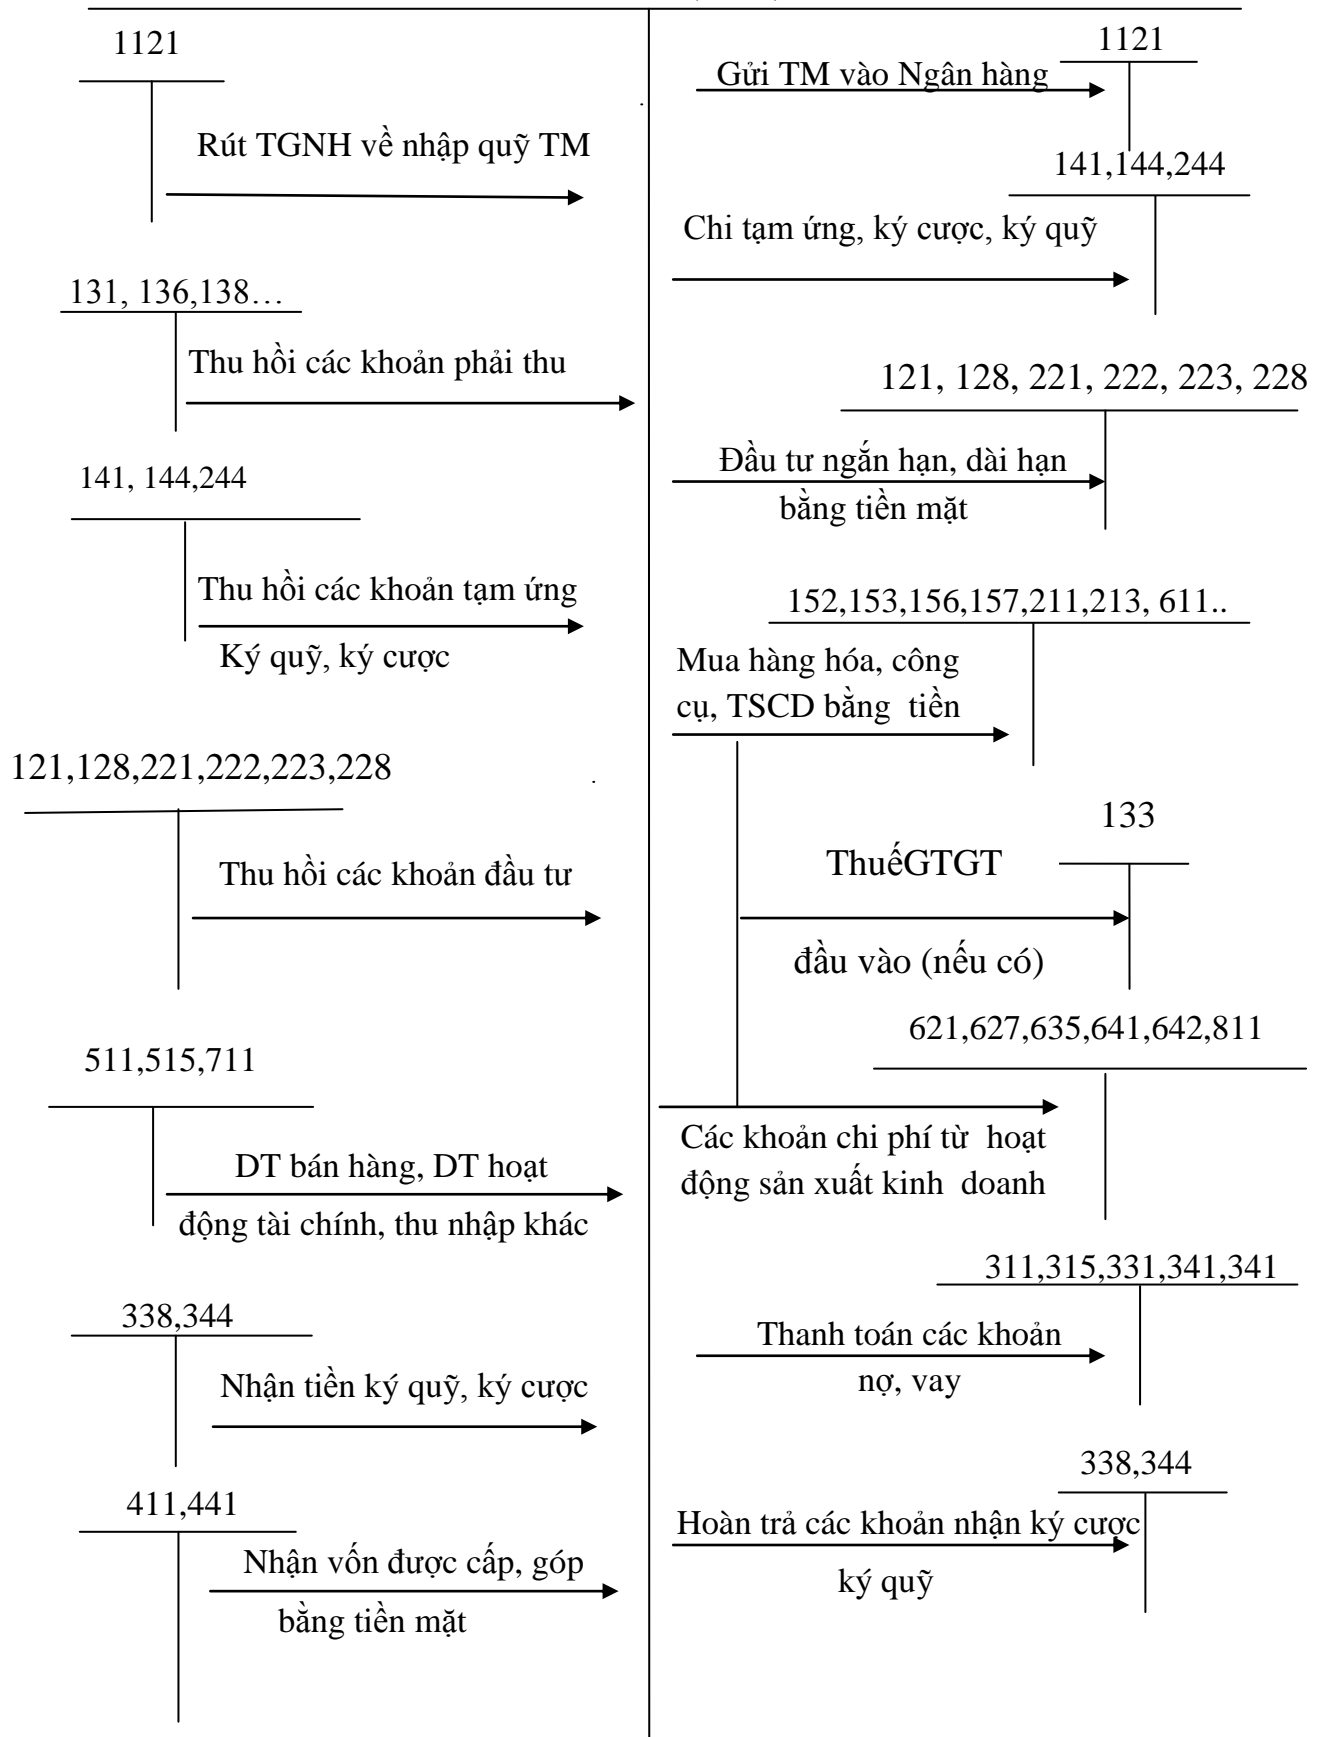 1121
Rút TGNH về nhập quỹ TM
131, 136,138…
Thu hồi các khoản phải thu
141, 144,244
Thu hồi các khoản tạm ứng
Ký quỹ, ký cược
121,128,221,222,223,228
Thu hồi các khoản đầu tư
511,515,711
DT bán hàng, DT hoạt
động tài chính, thu nhập khác
338,344
Nhận tiền ký quỹ, ký cược
411,441
Nhận vốn được cấp, góp
bằng tiền mặt
1121
Gửi TM vào Ngân hàng
141,144,244
Chi tạm ứng, ký cược, ký quỹ
121, 128, 221, 222, 223, 228
Đầu tư ngắn hạn, dài hạn
bằng tiền mặt
152,153,156,157,211,213, 611..
Mua hàng hóa, công
cụ, TSCD bằng tiền
133
ThuếGTGT
đầu vào (nếu có)
621,627,635,641,642,811
Các khoản chi phí từ hoạt
động sản xuất kinh doanh
311,315,331,341,341
Thanh toán các khoản
nợ, vay
338,344
Hoàn trả các khoản nhận ký cược
ký quỹ